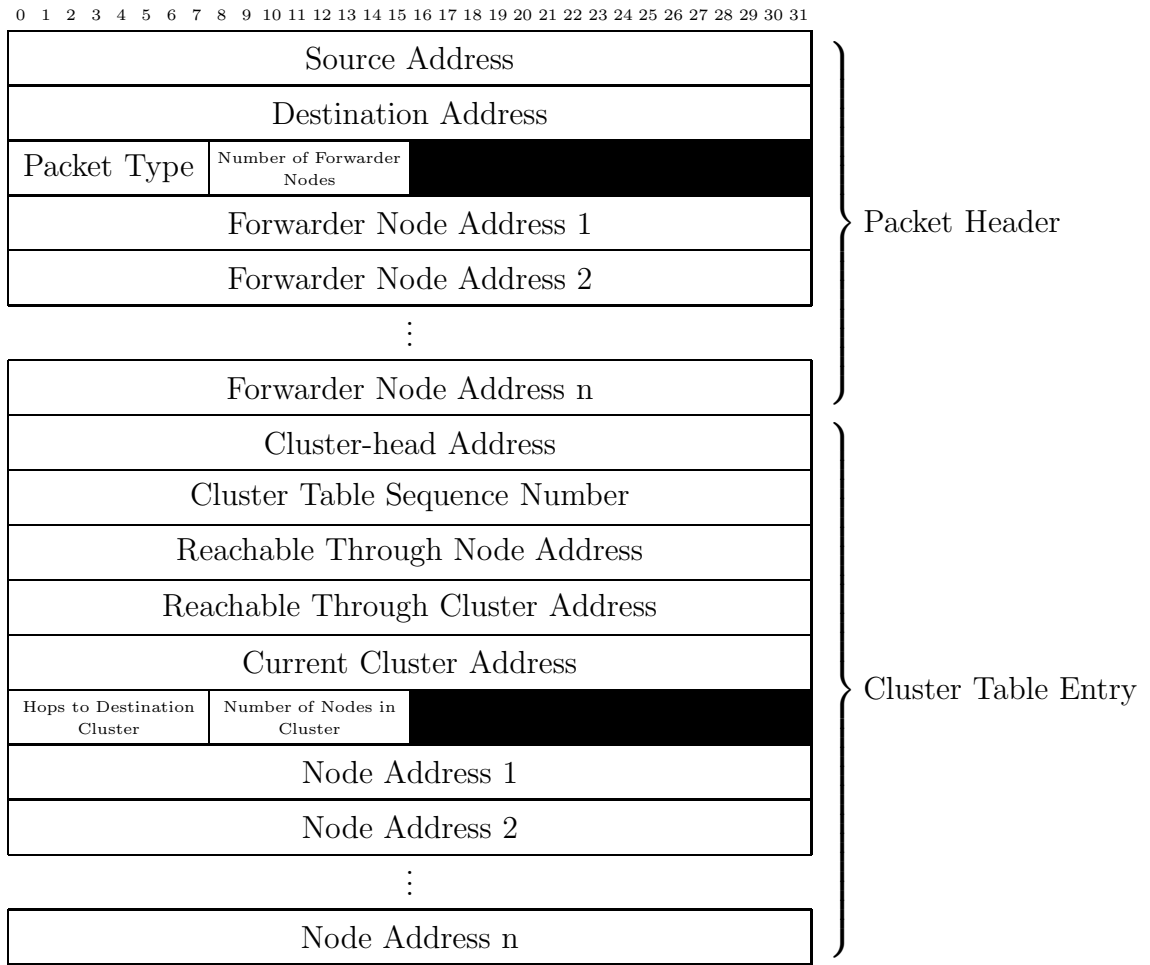 0 1 2 3 4 5 6 7 8 9 10 11 12 13 14 15 16 17 18 19 20 21 22 23 24 25 26 27 28 29 30 31
Source Address
Destination Address
Packet Type
Number of Forwarder
Nodes
Forwarder Node Address 1
Packet Header
Forwarder Node Address 2
⋮
Forwarder Node Address n
Cluster-head Address
Cluster Table Sequence Number
Reachable Through Node Address
Reachable Through Cluster Address
Current Cluster Address
Hops to Destination
Cluster
Number of Nodes in
Cluster
Cluster Table Entry
Node Address 1
Node Address 2
⋮
Node Address n